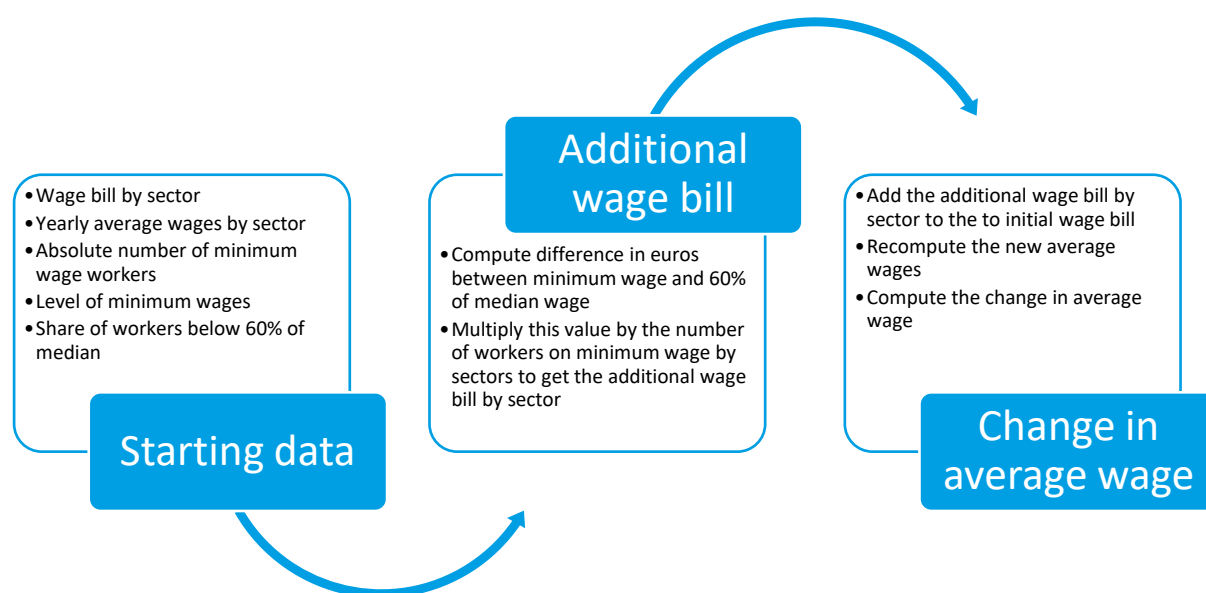 •Wage bill by sector
•Yearly average wages by sector
•Absolute number of minimum
wage workers
•Level of minimum wages
•Share of workers below 60% of
median
Starting data
Additional
wage bill
•Compute difference in euros
between minimum wage and 60%
of median wage
•Multiply this value by the number
of workers on minimum wage by
sectors to get the additional wage
bill by sector
•Add the additional wage bill by
sector to the to initial wage bill
•Recompute the new average
wages
•Compute the change in average
wage
Change in
average wage